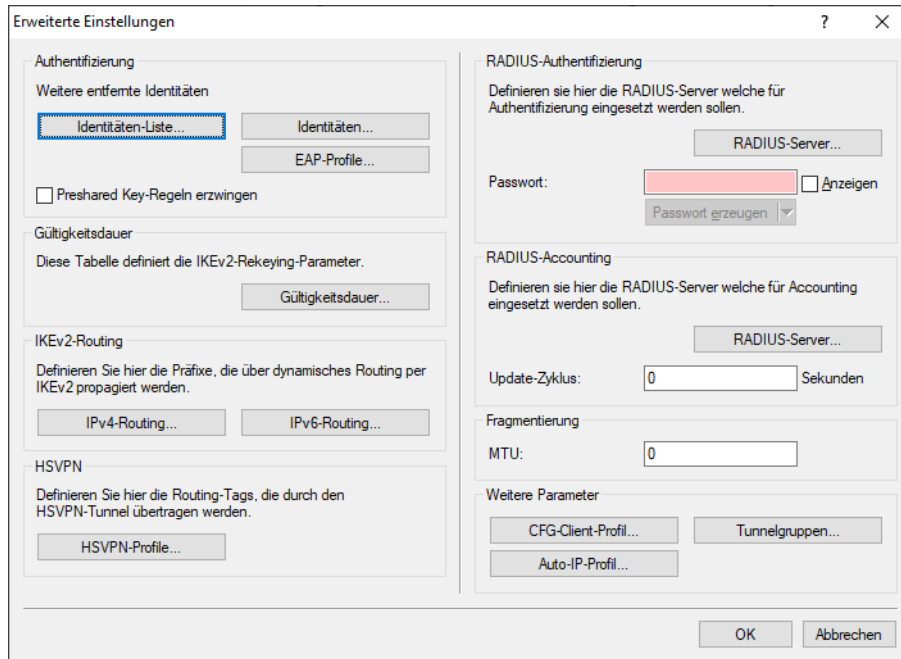 Erweiterte Einstellungen
?
Authentifizierung
Weitere entfernte Identitäten
Identitäten-Liste...
Identitäten...
EAP-Profile...
Preshared Key-Regeln erzwingen
Gültigkeitsdauer
Diese Tabelle definiert die IKEv2-Rekeying-Parameter.
Gültigkeitsdauer...
IKEv2-Routing
Definieren Sie hier die Präfixe, die über dynamisches Routing per
IKEv2 propagiert werden.
IPv4-Routing...
IPv6-Routing...
HSVPN
Definieren Sie hier die Routing-Tags, die durch den
HSVPN-Tunnel übertragen werden.
HSVPN-Profile...
RADIUS-Authentifizierung
Definieren sie hier die RADIUS-Server welche für
Authentifizierung eingesetzt werden sollen.
RADIUS-Server...
Passwort:
Anzeigen
Passwort erzeugen
RADIUS-Accounting
Definieren sie hier die RADIUS-Server welche für Accounting
eingesetzt werden sollen.
RADIUS-Server...
Update-Zyklus:
0
Sekunden
Fragmentierung
MTU:
0
Weitere Parameter
CFG-Client-Profil...
Tunnelgruppen...
Auto-IP-Profil...
OK
Abbrechen